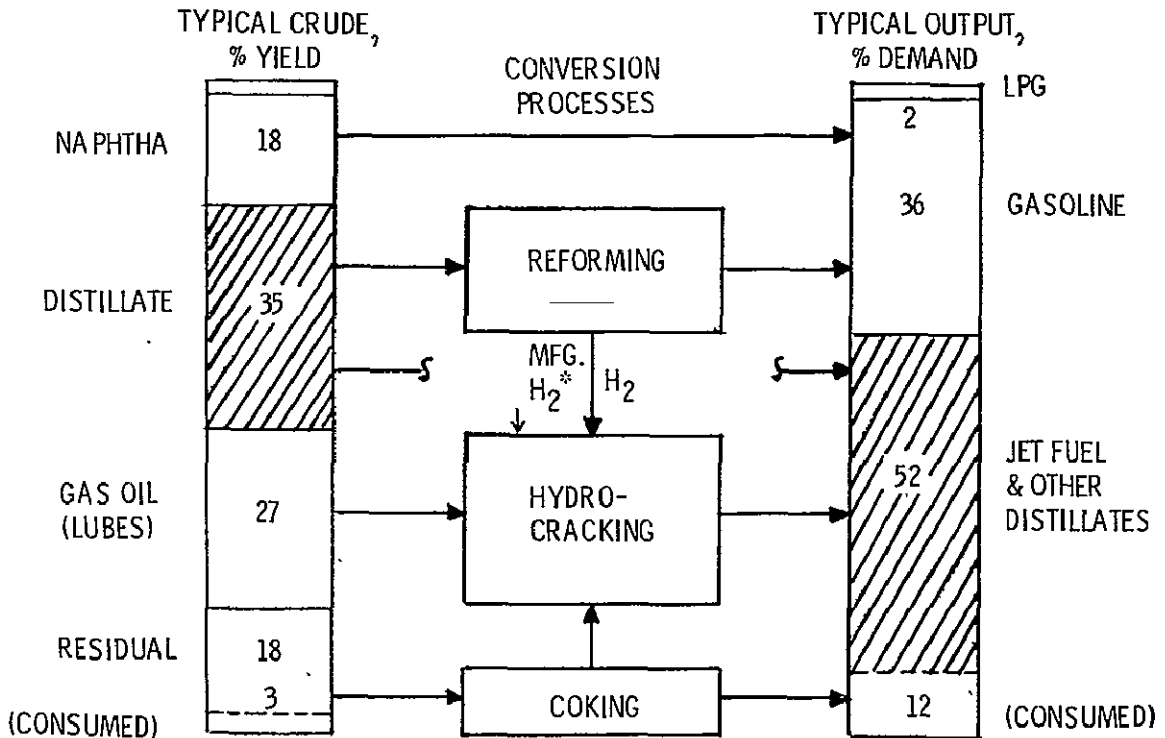 TYPICAL CRUDE,
% YIELD
TYPICAL OUTPUT,
% DEMAND
CONVERSION
PROCESSES
LPG
NAPHTHA
18
2
36
GASOLINE
REFORMING
DISTILLATE
35
MFG.
H2*
H2
GAS OIL
(LUBES)
27
HYDRO-
CRACKING
52
JET FUEL
& OTHER
DISTILLATES
RESIDUAL
18
3
(CONSUMED)
COKING
12
(CONSUMED)